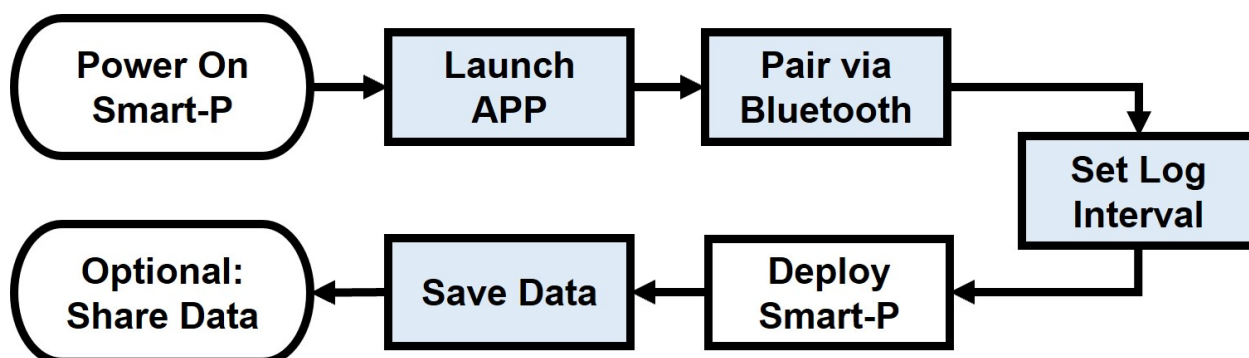 Power On
Smart-P
Launch
APP
Pair via
Bluetooth
Set Log
Interval
Deploy
Smart-P
Save Data
Optional:
Share Data